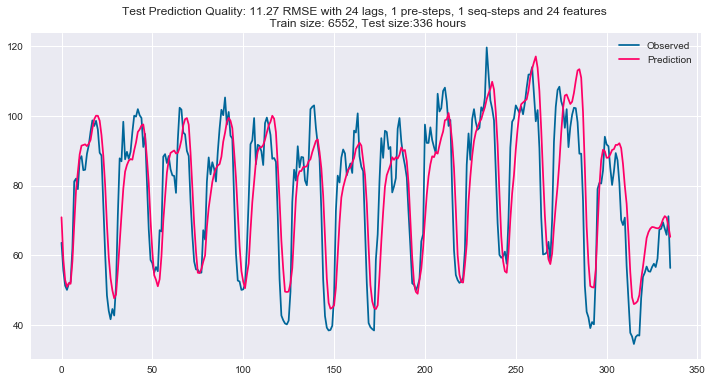 Test Prediction Quality: 11.27 RMSE with 24 lags, 1 pre-steps, 1 seq-steps and 24 features
Train size: 6552, Test size:336 hours
Observed
Prediction
120
100
80
60
40
0 50 100 150 200 250 300 350